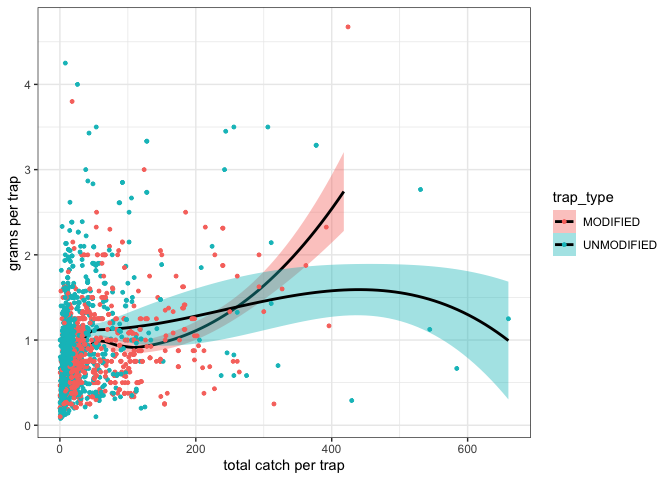 grams per trap
4
3
2
1
0
0 200 400 600
total catch per trap
trap_type
MODIFIED
UNMODIFIED